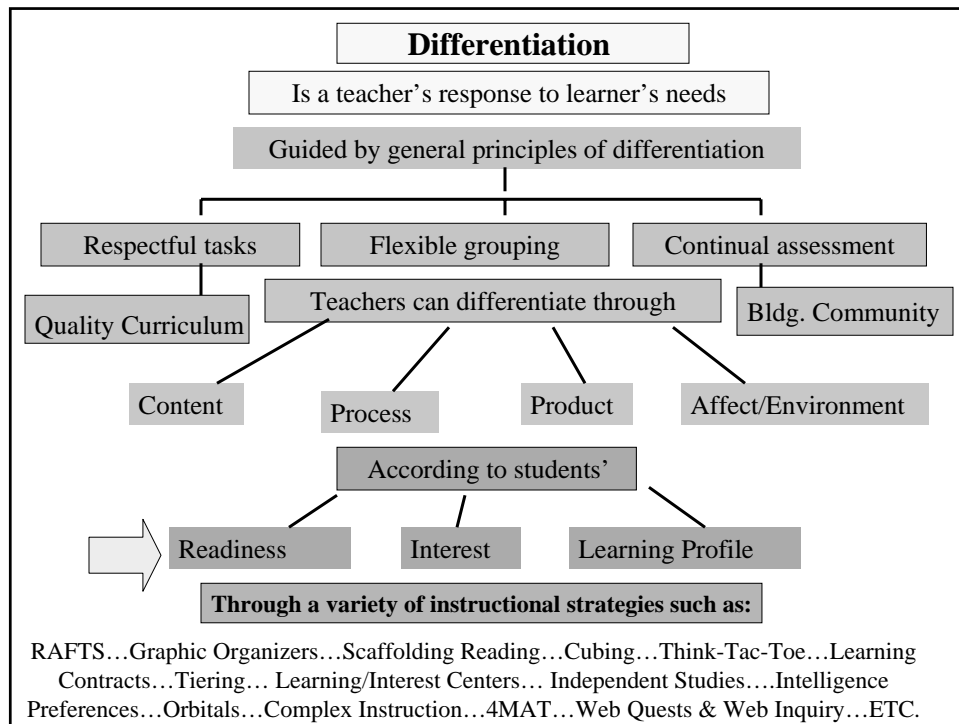 Differentiation
Is a teacher’s response to learner’s needs
Guided by general principles of differentiation
Respectful tasks
Flexible grouping
Continual assessment
Quality Curriculum
Teachers can differentiate through
Bldg. Community
Content
Process
Product
Affect/Environment
According to students’
Readiness
Interest
Learning Profile
Through a variety of instructional strategies such as:
RAFTS…Graphic Organizers…Scaffolding Reading…Cubing…Think-Tac-Toe…Learning
Contracts…Tiering… Learning/Interest Centers… Independent Studies….Intelligence
Preferences…Orbitals…Complex Instruction…4MAT…Web Quests & Web Inquiry…ETC.